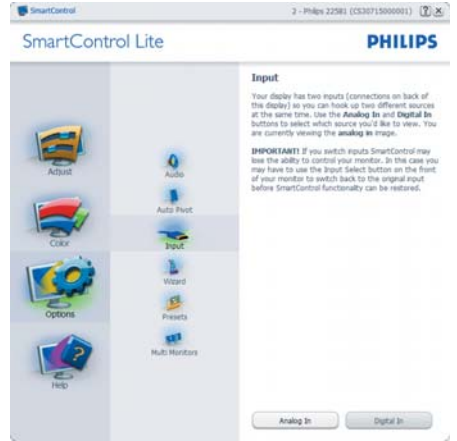 SmartControl
2 - Philips 225B1 (CS30715000001)
SmartControl Lite
PHILIPS
Adjust
Color
Options
Help
Audio
Auto Pivot
Input
Wizard
Presets
Multi Monitors
Input
Your display has two inputs (connections on back of
this display) so you can hook up two different sources
at the same time. Use the Analog In and Digital In
buttons to select which source you'd like to view. You
are currently viewing the analog in image.
IMPORTANT! If you switch inputs SmartControl may
lose the ability to control your monitor. In this case you
may have to use the Input Select button on the front
of your monitor to switch back to the original input
before SmartControl functionality can be restored.
Analog In
Digital In